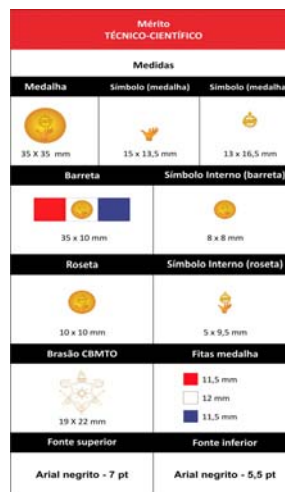 Mérito
TÉCNICO-CIENTÍFICO
Medidas
Medalha Símbolo (medalha) Símbolo (medalha
35 X 35 mm 15 x 13,5 mm 13 x 16,5 mm
Barreta Símbolo Interno (barreta)
35 x 10 mm 8 x 8 mm
Roseta Símbolo Interno (roseta)
10 x 10 mm 5 x 9,5 mm
Brasão CBMTO Fitas medalha
11,5 mm
12 mm
11,5 mm
19 X 22 mm
Fonte superior Fonte inferior
Arial negrito - 7 pt Arial negrito - 5,5 pt